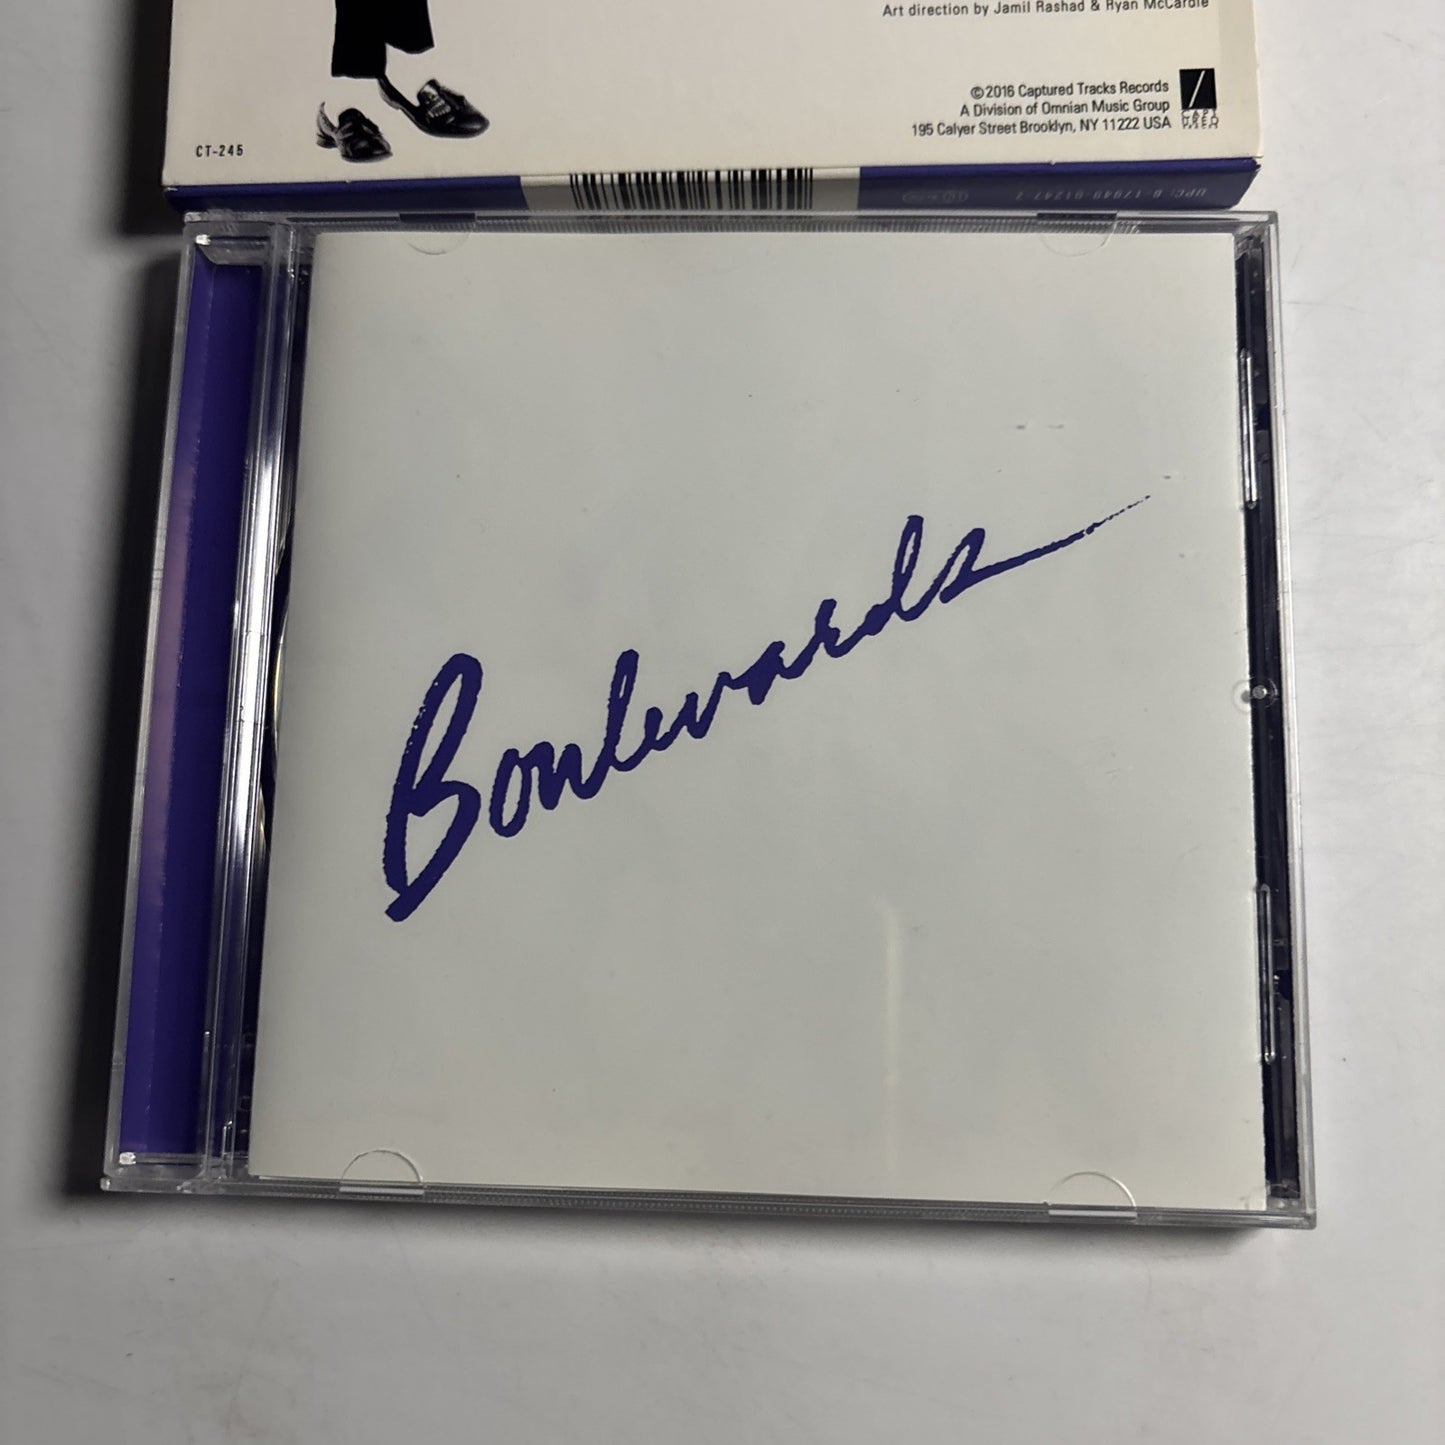 Art direction by Jamil Rashad & Ryan McCardle
©2016 Captured Tracks Records
A Division of Omnian Music Group
195 Calyer Street Brooklyn, NY 11222 USA
CT-245
Boulevards